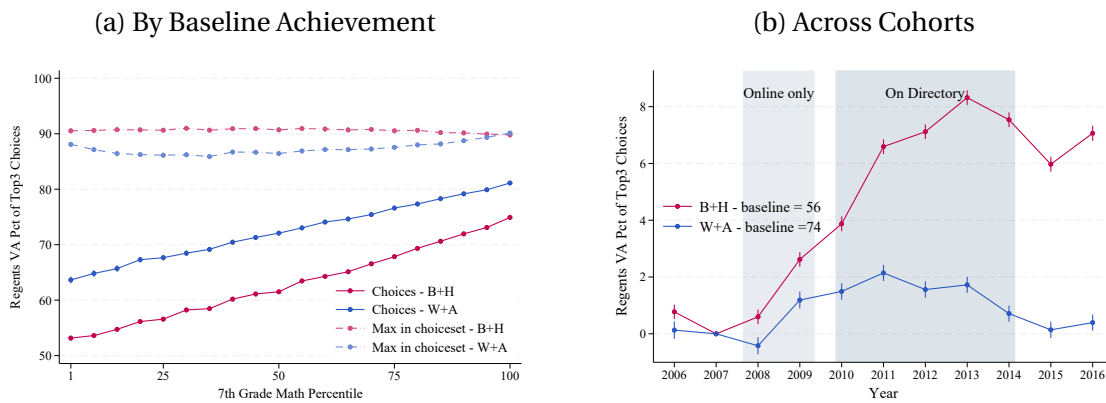 (a) By Baseline Achievement
Regents VA Pct of Top3 Choices
100
90
80
70
60
50
Choices - B+H
Choices - W+A
Max in choiceset - B+H
Max in choiceset - W+A
1 25 50 75 100
7th Grade Math Percentile
(b) Across Cohorts
Regents VA Pct of Top3 Choices
8
6
4
2
0
Online only
On Directory
B+H - baseline = 56
W+A - baseline =74
2006 2007 2008 2009 2010 2011 2012 2013 2014 2015 2016
Year